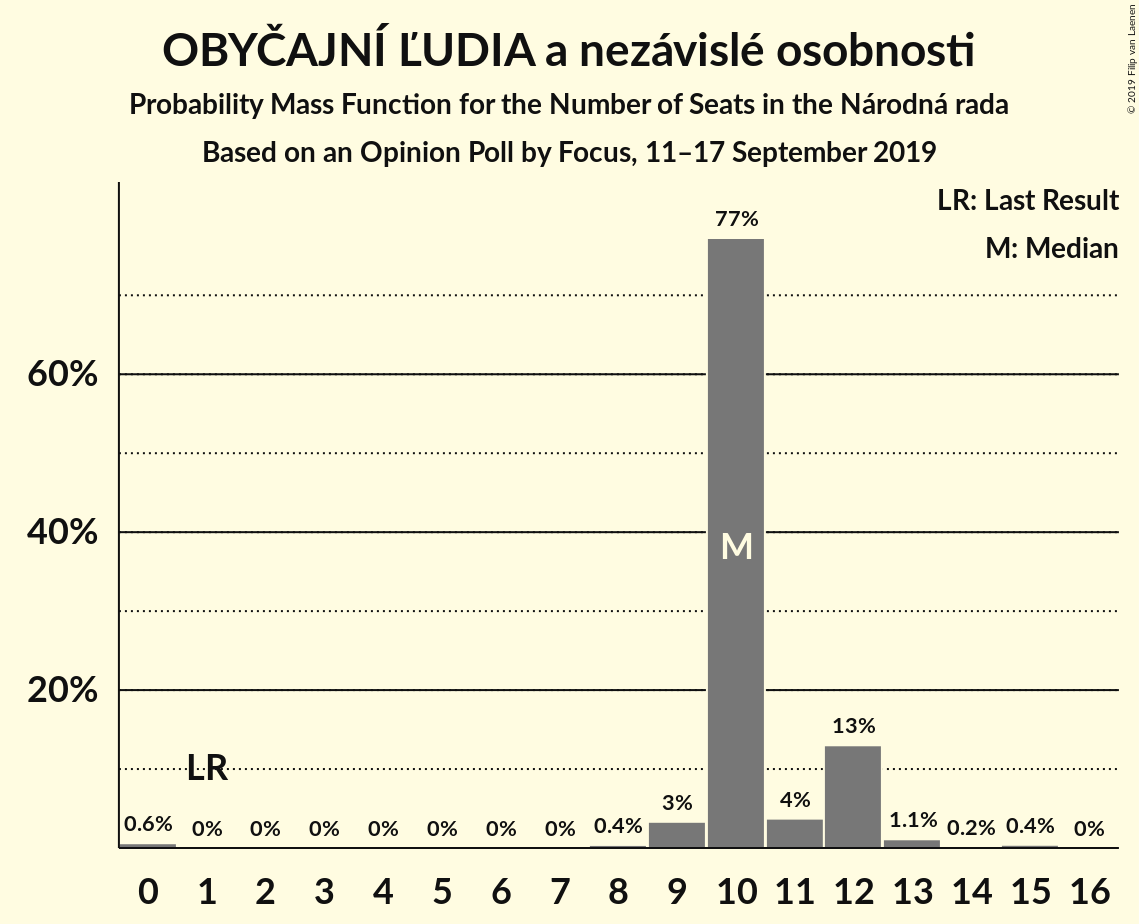 OBYČAJNÍ ĽUDIA a nezávislé osobnosti
Probability Mass Function for the Number of Seats in the Národná rada
Based on an Opinion Poll by Focus, 11–17 September 2019
© 2019 Filip van Laenen
LR: Last Result
M: Median
77%
60%
40%
M
20%
13%
LR
0.6% 0% 0% 0% 0% 0% 0% 0% 0.4% 3% 4% 1.1% 0.2% 0.4% 0%
0 1 2 3 4 5 6 7 8 9 10 11 12 13 14 15 16